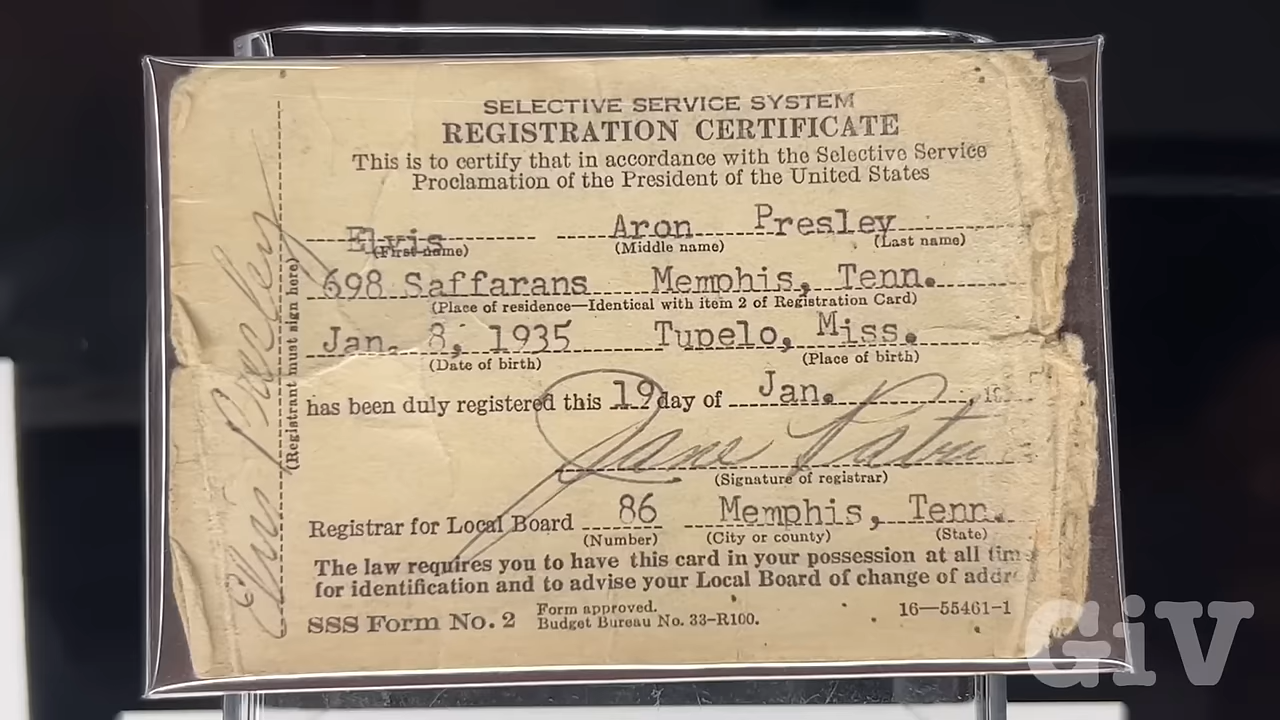 SELECTIVE SERVICE SYSTEM
REGISTRATION CERTIFICATE
This is to certify that in accordance with the Selective Service
Proclamation of the President of the United States
Elvis Aron Presley
(First name) (Middle name) (Last name)
698 Saffarans Memphis, Tenn.
(Place of residence—Identical with item 2 of Registration Card)
Jan. 8, 1935 Tupelo, Miss.
(Date of birth) (Place of birth)
has been duly registered this 19 day of Jan. , 19
Jane
(Signature of registrar)
Registrar for Local Board 86 Memphis, Tenn.
(Number) (City or county) (State)
The law requires you to have this card in your possession at all
for identification and to advise your Local Board of change of
SSS Form No. 2 Form approved. 16—55461-1
Budget Bureau No. 33-R100.
Elvis Presley
(Registrant must sign here)
GiV